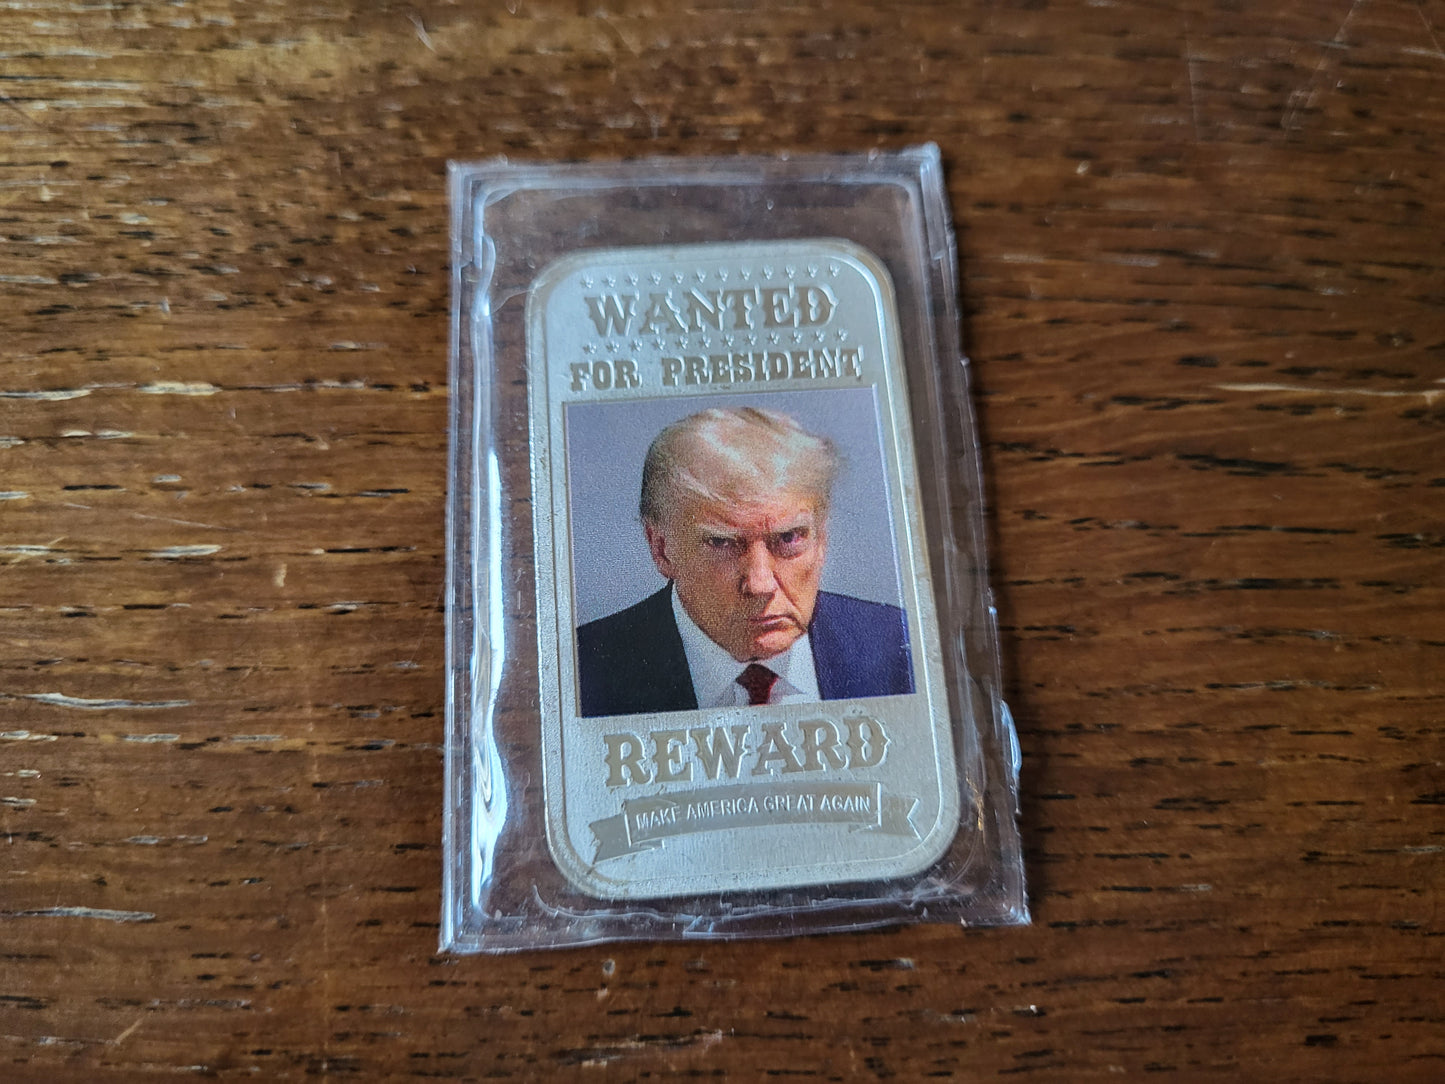 WANTED
FOR PRESIDENT
REWARD
MAKE AMERICA GREAT AGAIN